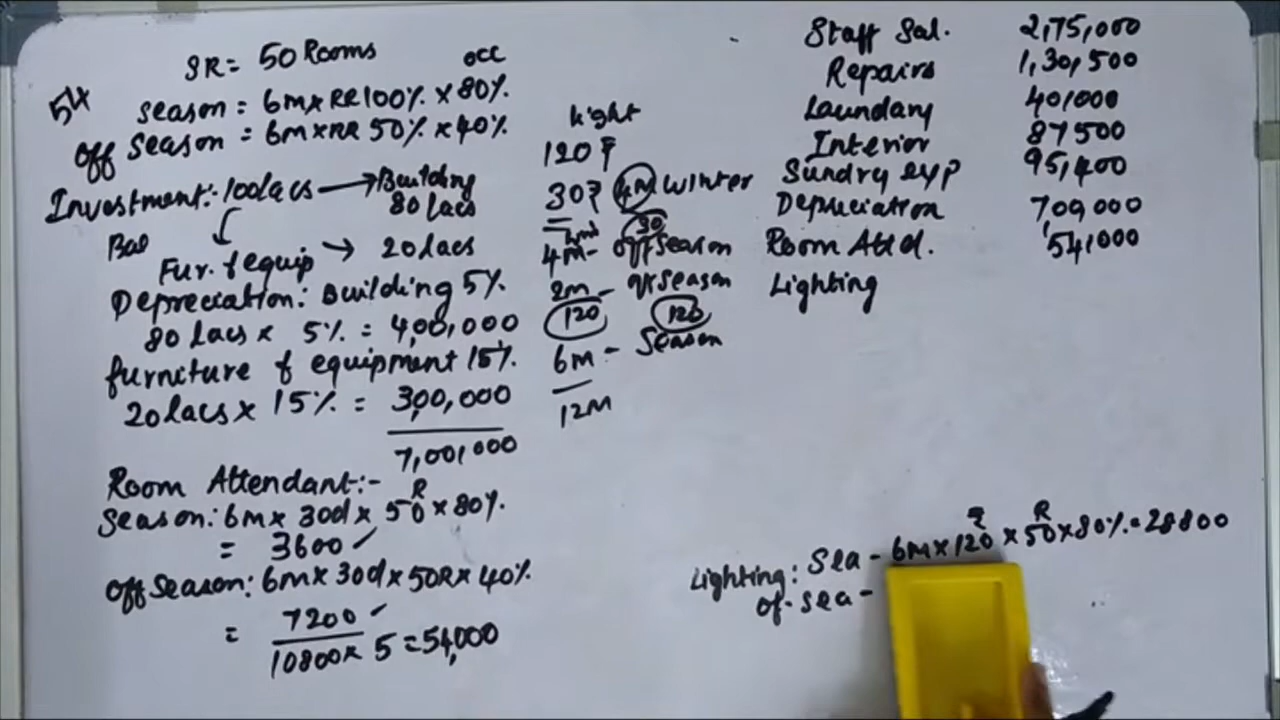 54
SR= 50 Rooms
occ
Season = 6m x RR 100% x 80%
off season = 6m x RR 50% x 40%
Investment:- 100 lacs → Building
80 lacs
Bal
Fur. & equip → 20 lacs
Depreciation: Building 5%
80 lacs x 5% = 4,00,000
furniture & equipment 15%
20 lacs x 15% = 3,00,000
7,00,000
Room Attendant:-
Season: 6m x 30d x 50R x 80%
= 3600
Off Season: 6m x 30d x 50R x 40%
= 7200
10800 x 5 = 54,000
light
120 ₹
30 ₹ 4M winter
30
4M- off season
2M- off season
120 120
6M- Season
12M
Staff Sal. 2,75,000
Repairs 1,30,500
Laundary 40,000
Interior 87500
Sundry exp 95,400
Depreciation 7,00,000
Room Attd. 54,000
Lighting
Lighting: Sea - 6M x 120₹ x 50R x 80% = 28800
of-sea -